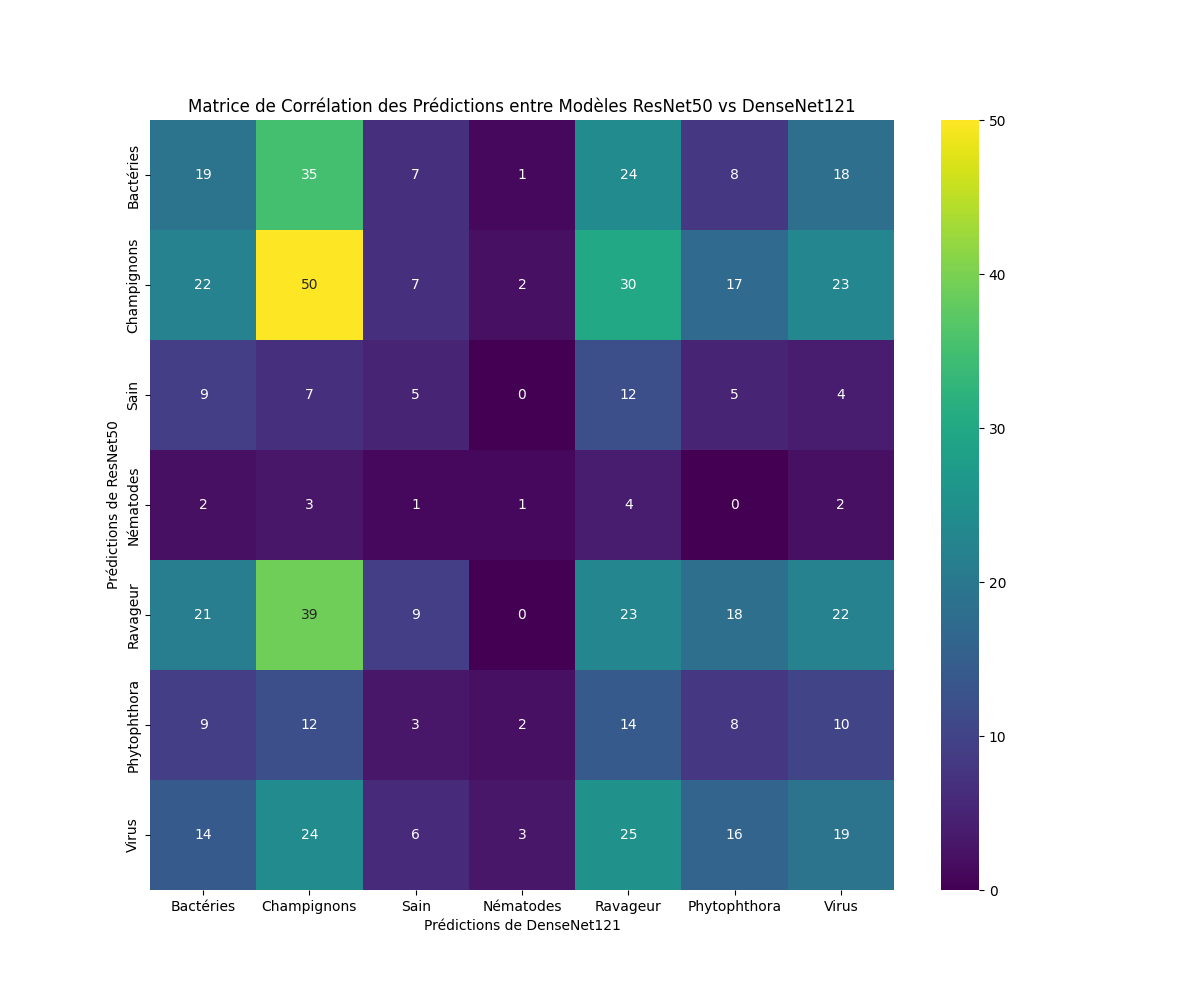 Matrice de Corrélation des Prédictions entre Modèles ResNet50 vs DenseNet121
Prédictions de ResNet50
Bactéries 19 35 7 1 24 8 18
Champignons 22 50 7 2 30 17 23
Sain 9 7 5 0 12 5 4
Nématodes 2 3 1 1 4 0 2
Ravageur 21 39 9 0 23 18 22
Phytophthora 9 12 3 2 14 8 10
Virus 14 24 6 3 25 16 19
Bactéries Champignons Sain Nématodes Ravageur Phytophthora Virus
Prédictions de DenseNet121
50
40
30
20
10
0